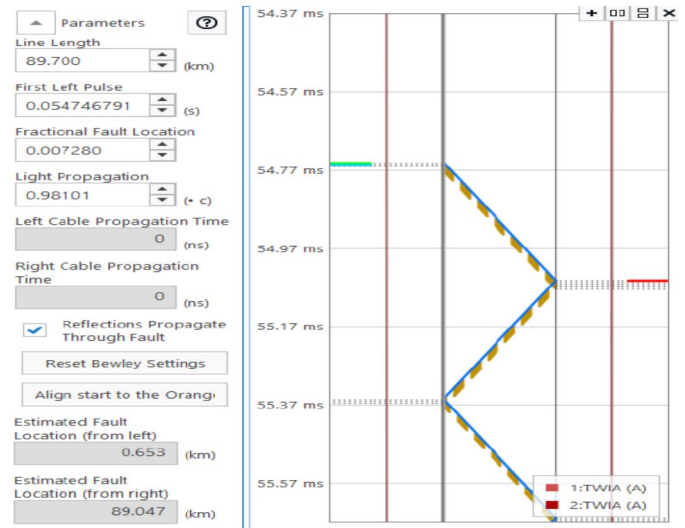 Parameters
?
Line Length
89.700
(km)
First Left Pulse
0.054746791
(s)
Fractional Fault Location
0.007280
Light Propagation
0.98101
(• c)
Left Cable Propagation Time
0
(ns)
Right Cable Propagation
Time
0
(ns)
Reflections Propagate
Through Fault
Reset Bewley Settings
Align start to the Orang
Estimated Fault
Location (from left)
0.653
(km)
Estimated Fault
Location (from right)
89.047
(km)
54.37 ms
54.57 ms
54.77 ms
54.97 ms
55.17 ms
55.37 ms
55.57 ms
1:TWIA (A)
2:TWIA (A)